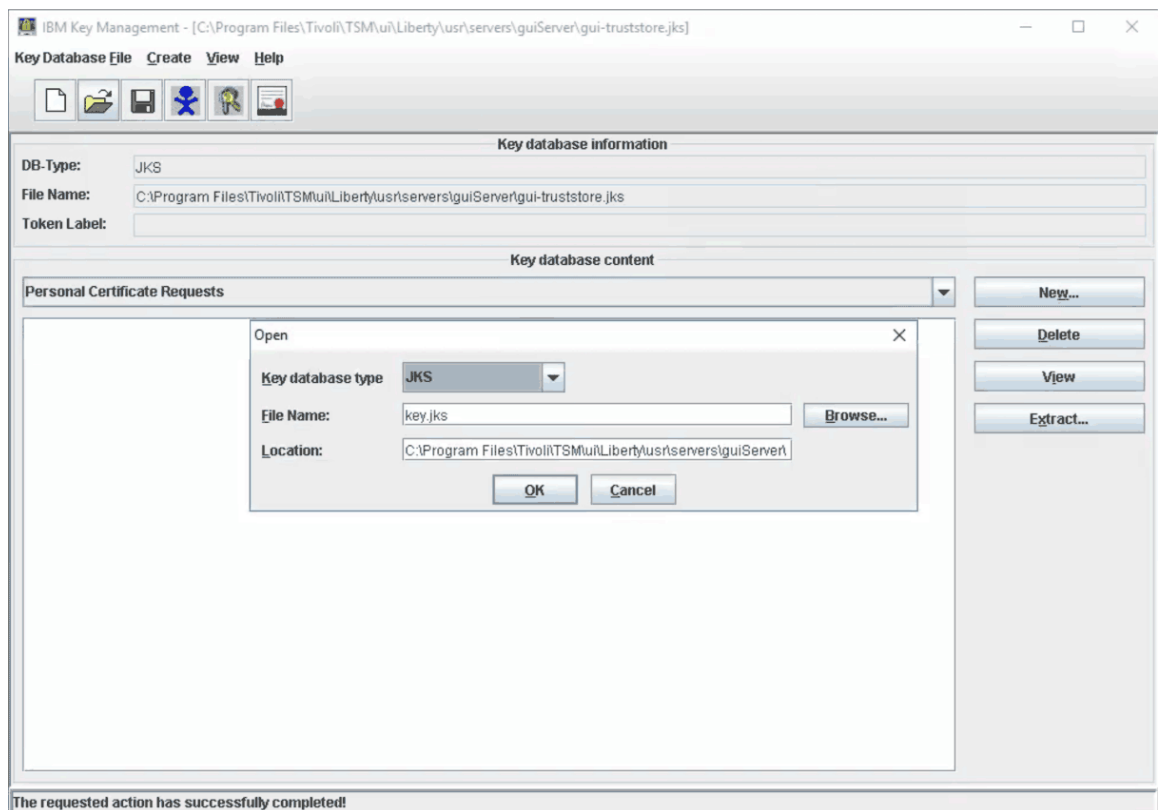 IBM Key Management - [C:\Program Files\Tivoli\TSM\ui\Liberty\usr\servers\guiServer\gui-truststore.jks]
Key Database File Create View Help
Key database information
DB-Type: JKS
File Name: C:\Program Files\Tivoli\TSM\ui\Liberty\usr\servers\guiServer\gui-truststore.jks
Token Label:
Key database content
Personal Certificate Requests
New...
Open
Delete
Key database type JKS
View
File Name: key.jks Browse...
Extract...
Location: C:\Program Files\Tivoli\TSM\ui\Liberty\usr\servers\guiServer\
OK Cancel
The requested action has successfully completed!